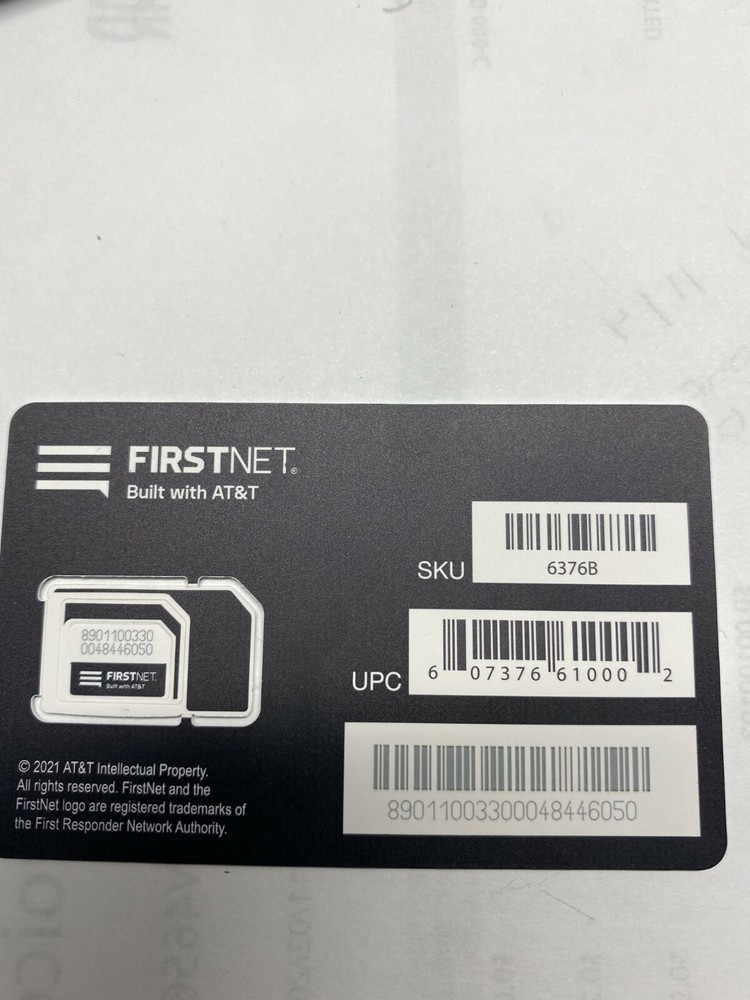 FIRSTNET®
Built with AT&T
SKU
6376B
UPC
6 07376 61000 2
8901100330
0048446050
FIRSTNET.
Built with AT&T
89011003300048446050
© 2021 AT&T Intellectual Property.
All rights reserved. FirstNet and the
FirstNet logo are registered trademarks of
the First Responder Network Authority.